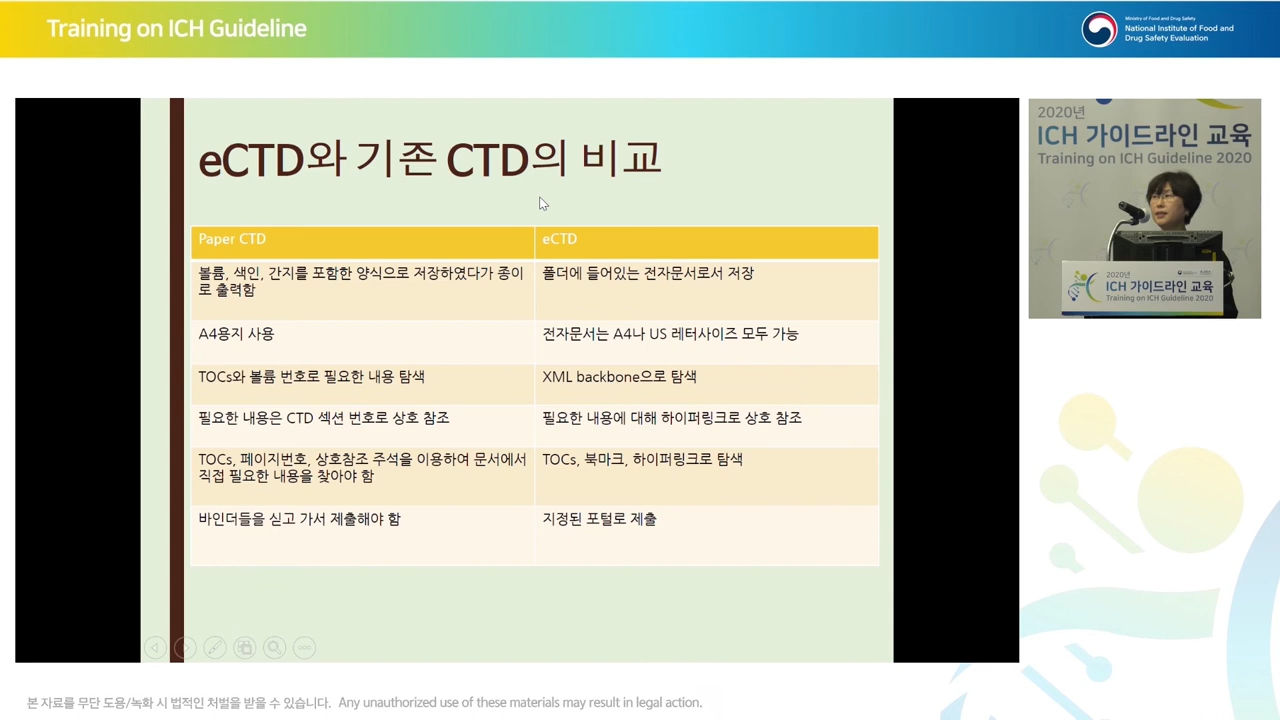 Training on ICH Guideline
Ministry of Food and Drug Safety
National Institute of Food and
Drug Safety Evaluation
eCTD와 기존 CTD의 비교
Paper CTD
eCTD
볼륨, 색인, 간지를 포함한 양식으로 저장하였다가 종이
로 출력함
폴더에 들어있는 전자문서로서 저장
A4용지 사용
전자문서는 A4나 US 레터사이즈 모두 가능
TOCs와 볼륨 번호로 필요한 내용 탐색
XML backbone으로 탐색
필요한 내용은 CTD 섹션 번호로 상호 참조
필요한 내용에 대해 하이퍼링크로 상호 참조
TOCs, 페이지번호, 상호참조 주석을 이용하여 문서에서
직접 필요한 내용을 찾아야 함
TOCs, 북마크, 하이퍼링크로 탐색
바인더들을 싣고 가서 제출해야 함
지정된 포털로 제출
2020년
ICH 가이드라인 교육
Training on ICH Guideline 2020
2020년
ICH 가이드라인 교육
Training on ICH Guideline 2020
본 자료를 무단 도용/녹화 시 법적인 처벌을 받을 수 있습니다. Any unauthorized use of these materials may result in legal action.